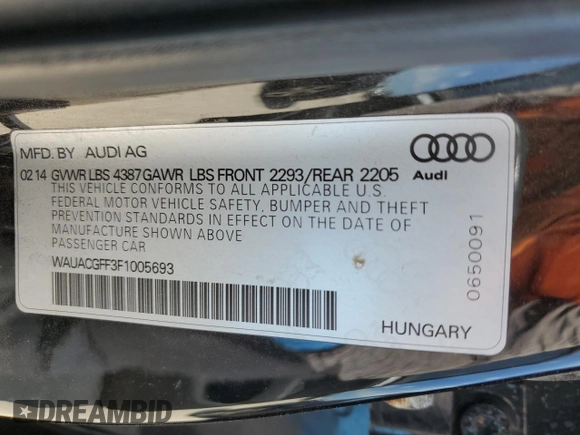 MFD. BY AUDI AG
Audi
02 14 GVWR LBS 4387 GAWR LBS FRONT 2293/REAR 2205
THIS VEHICLE CONFORMS TO ALL APPLICABLE U.S.
FEDERAL MOTOR VEHICLE SAFETY, BUMPER AND THEFT
PREVENTION STANDARDS IN EFFECT ON THE DATE OF
MANUFACTURE SHOWN ABOVE
PASSENGER CAR
WAUACGFF3F1005693
0650091
HUNGARY
DREAMBID